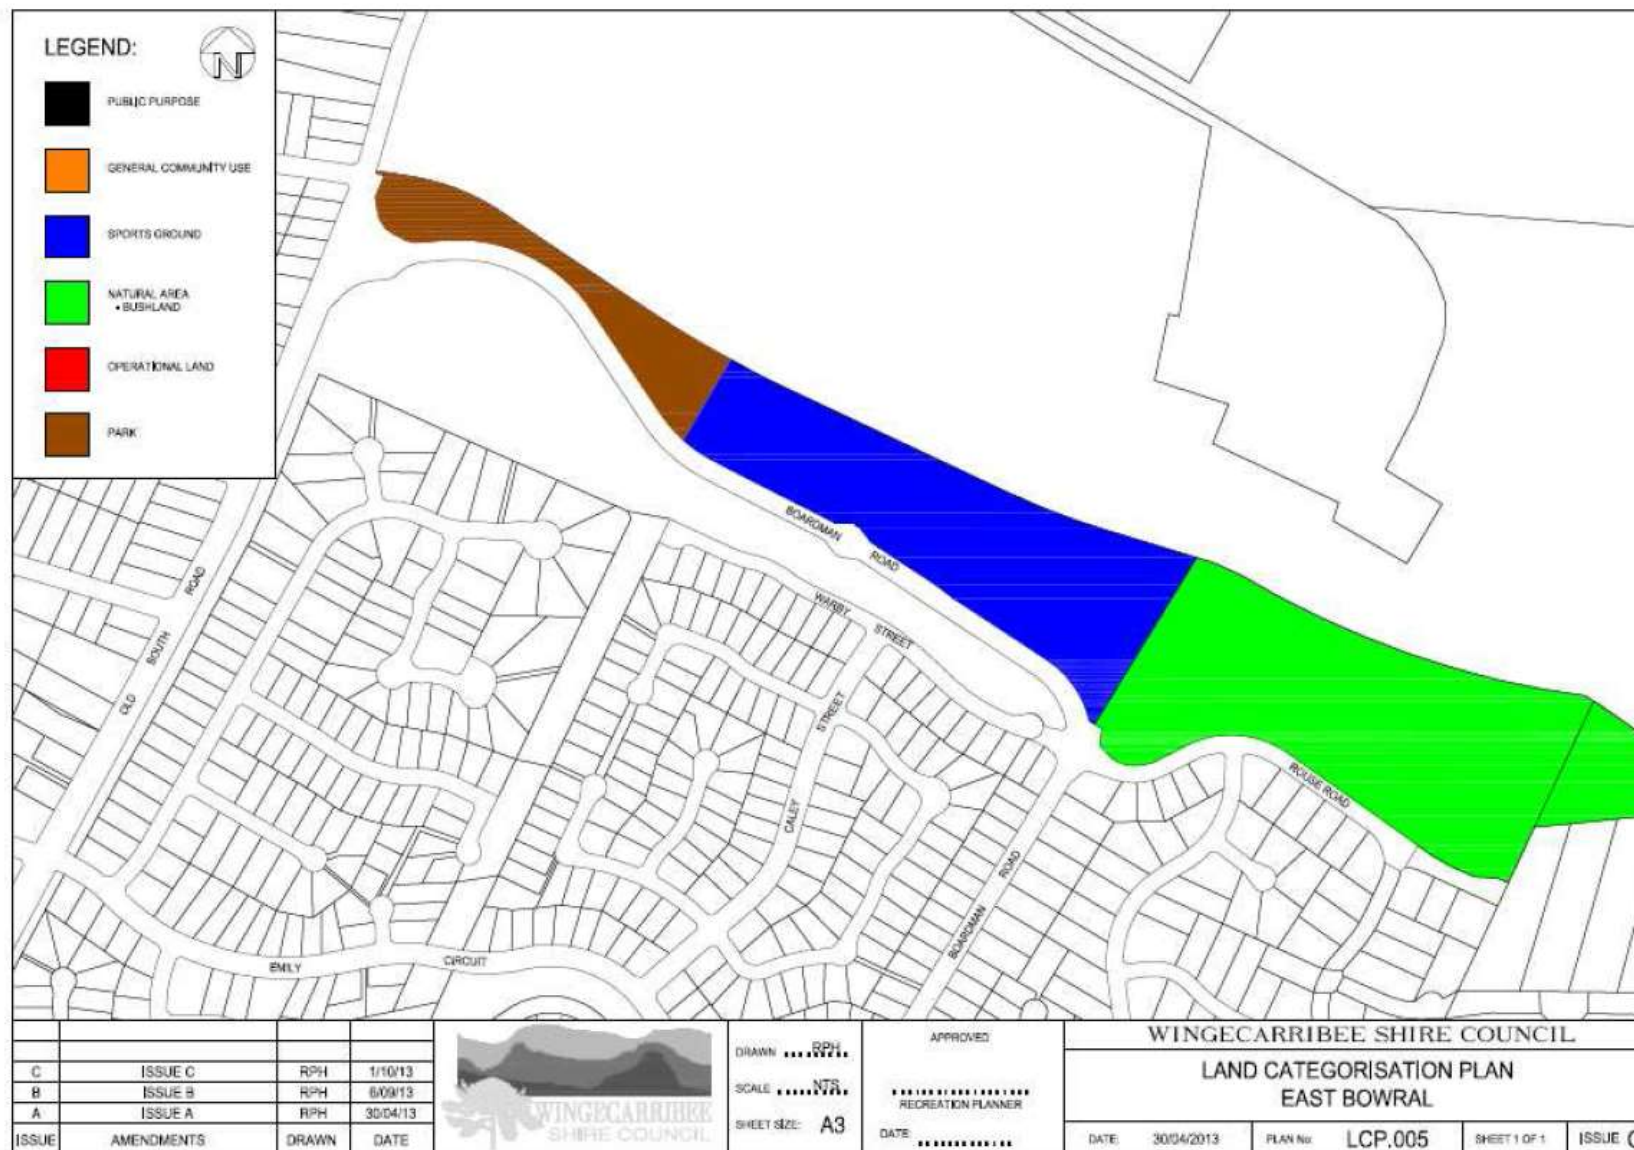 LEGEND:
N
PUBLIC PURPOSE
GENERAL COMMUNITY USE
SPORTS GROUND
NATURAL AREA
• BUSHLAND
OPERATIONAL LAND
PARK
BOARDMAN
ROAD
WARBY
STREET
OLD
SOUTH
ROAD
CALEY
STREET
ROUSE ROAD
BOARDMAN
ROAD
EMILY
CIRCUIT
C ISSUE C RPH 1/10/13
B ISSUE B RPH 6/09/13
A ISSUE A RPH 30/04/13
ISSUE AMENDMENTS DRAWN DATE
WINGECARRIBEE
SHIRE COUNCIL
DRAWN RPH
SCALE NTS
SHEET SIZE: A3
APPROVED
RECREATION PLANNER
DATE
WINGECARRIBEE SHIRE COUNCIL
LAND CATEGORISATION PLAN
EAST BOWRAL
DATE 30/04/2013 PLAN No: LCP.005 SHEET 1 OF 1 ISSUE